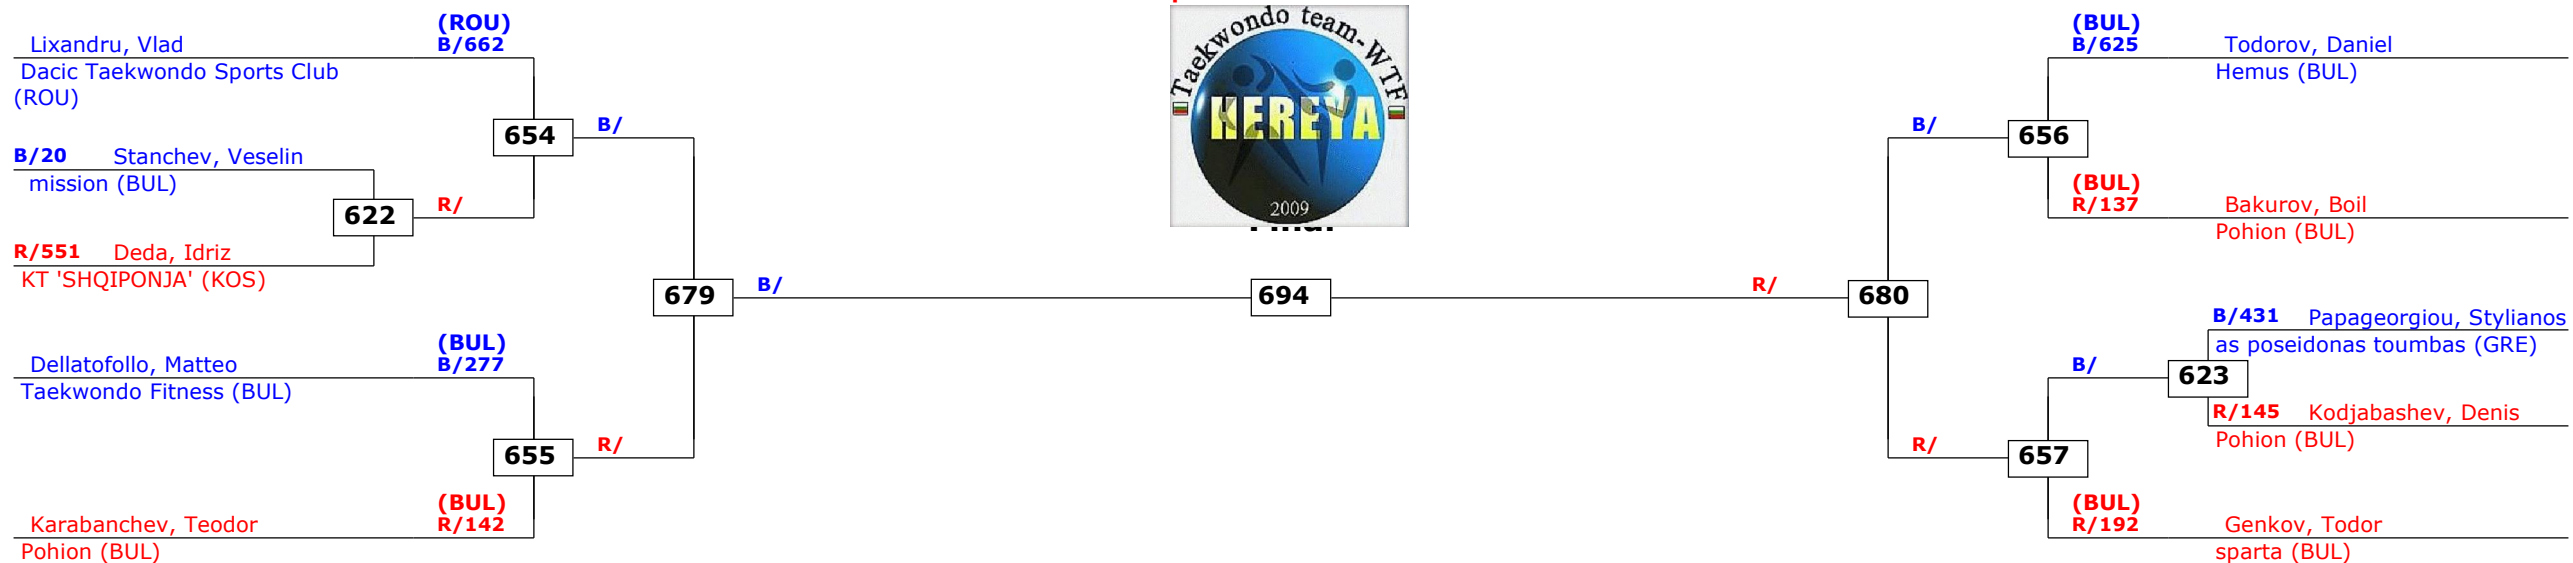 (ROU)
Lixandru, Vlad B/662
Dacic Taekwondo Sports Club
(ROU)
654
B/
B/20 Stanchev, Veselin
mission (BUL)
622
R/
R/551 Deda, Idriz
KT 'SHQIPONJA' (KOS)
679
B/
(BUL)
Dellatofollo, Matteo B/277
Taekwondo Fitness (BUL)
655
R/
(BUL)
Karabanchev, Teodor R/142
Pohion (BUL)
Taekwondo team-WTF
HEREYA
2009
694
R/
680
(BUL)
B/625 Todorov, Daniel
Hemus (BUL)
B/
656
(BUL)
R/137 Bakurov, Boil
Pohion (BUL)
B/431 Papageorgiou, Stylianos
as poseidonas toumbas (GRE)
B/
623
R/145 Kodjabashev, Denis
Pohion (BUL)
R/
657
(BUL)
R/192 Genkov, Todor
sparta (BUL)